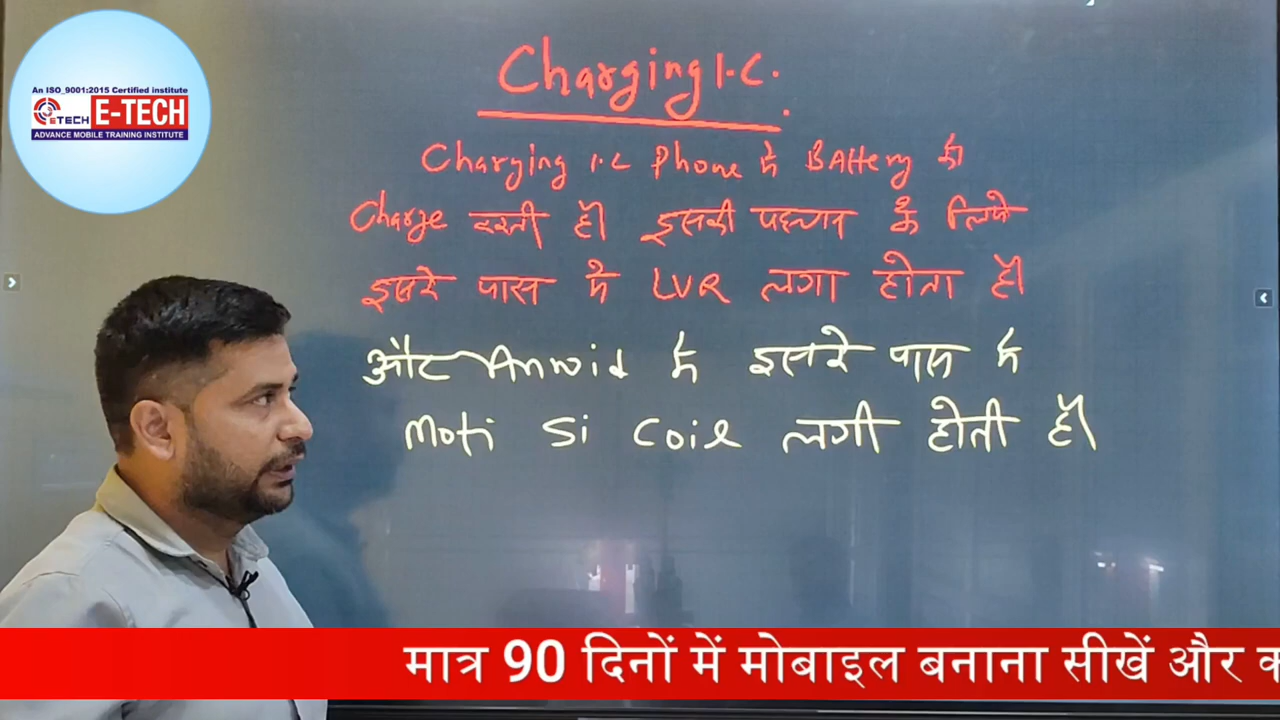 An ISO 9001:2015 Certified institute
ETECH E-TECH
ADVANCE MOBILE TRAINING INSTITUTE
Charging I.C.
Charging I.C Phone मे BAttery को
Charge करती है। इसकी पहचान के लिये
इसके पास मे LVR लगा होता है।
और Anroid मे इसके पास मे
Moti Si Coil लगी होती है।
मात्र 90 दिनों में मोबाइल बनाना सीखें और